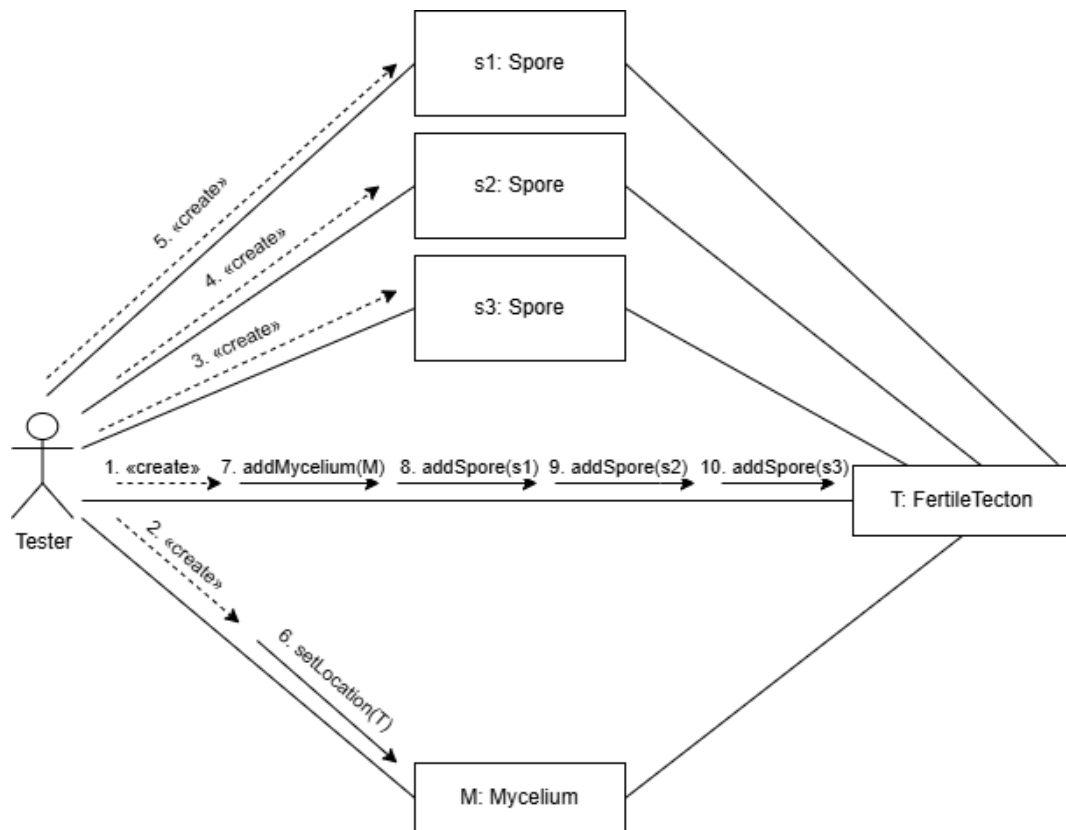 s1: Spore
s2: Spore
s3: Spore
5. «create»
4. «create»
3. «create»
1. «create» 7. addMycelium(M) 8. addSpore(s1) 9. addSpore(s2) 10. addSpore(s3)
T: FertileTecton
Tester
2. «create»
6. setLocation(T)
M: Mycelium